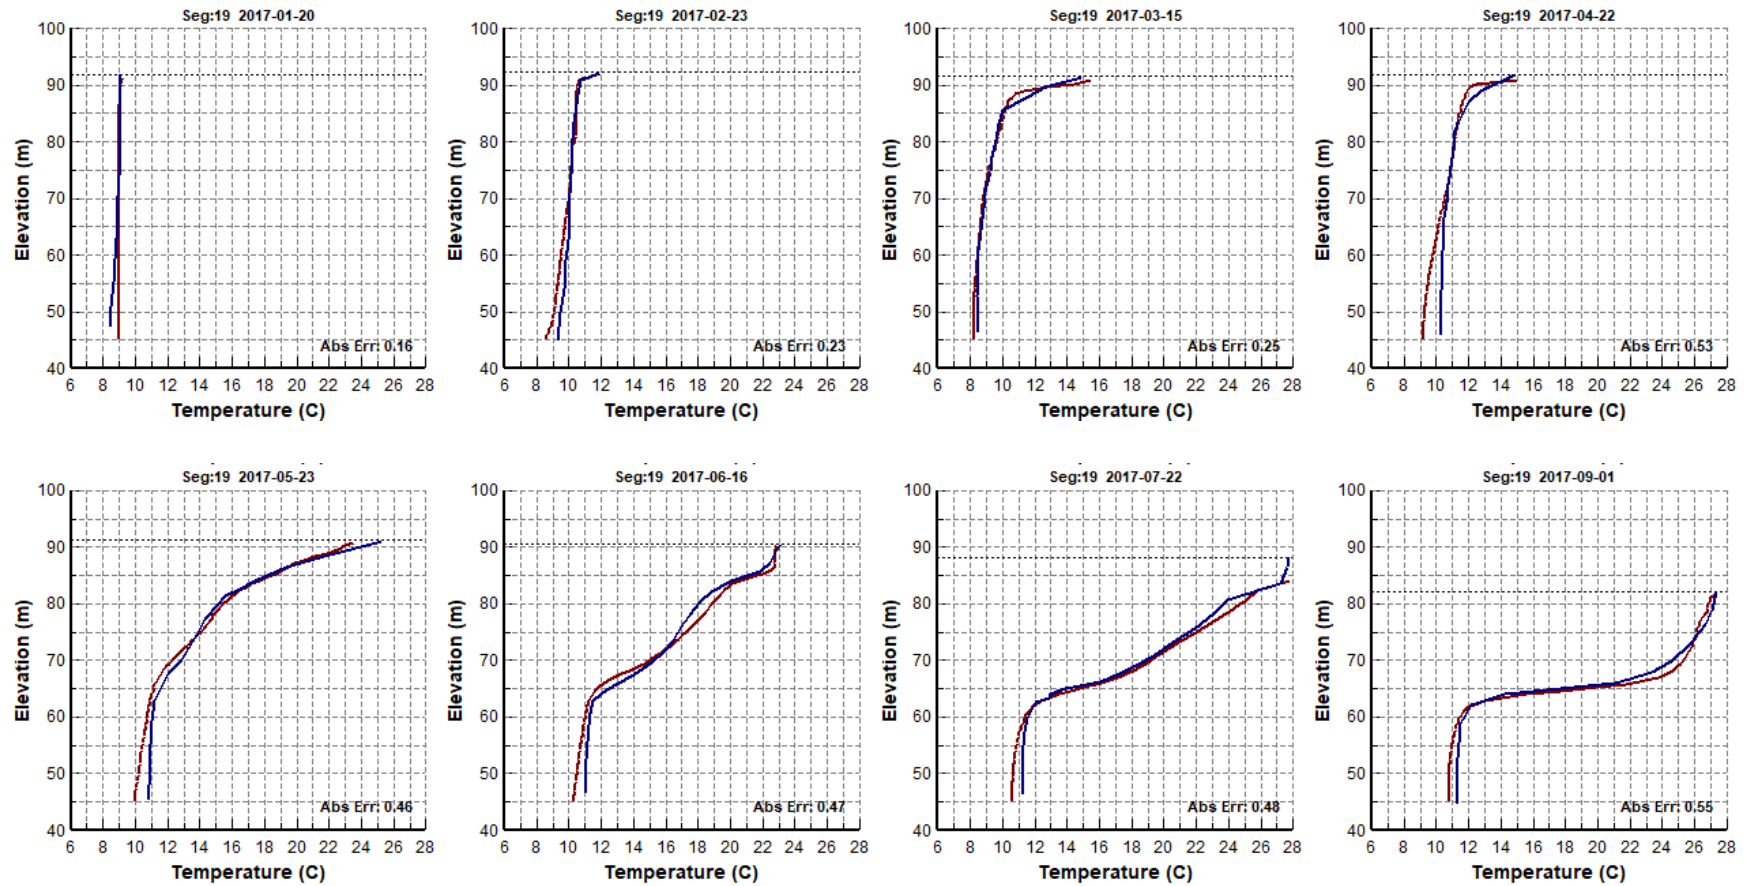 Seg:19 2017-01-20
100
90
80
70
60
50
40
Elevation (m)
Abs Err: 0.16
6 8 10 12 14 16 18 20 22 24 26 28
Temperature (C)
Seg:19 2017-02-23
100
90
80
70
60
50
40
Elevation (m)
Abs Err: 0.23
6 8 10 12 14 16 18 20 22 24 26 28
Temperature (C)
Seg:19 2017-03-15
100
90
80
70
60
50
40
Elevation (m)
Abs Err: 0.25
6 8 10 12 14 16 18 20 22 24 26 28
Temperature (C)
Seg:19 2017-04-22
100
90
80
70
60
50
40
Elevation (m)
Abs Err: 0.53
6 8 10 12 14 16 18 20 22 24 26 28
Temperature (C)
Seg:19 2017-05-23
100
90
80
70
60
50
40
Elevation (m)
Abs Err: 0.46
6 8 10 12 14 16 18 20 22 24 26 28
Temperature (C)
Seg:19 2017-06-16
100
90
80
70
60
50
40
Elevation (m)
Abs Err: 0.47
6 8 10 12 14 16 18 20 22 24 26 28
Temperature (C)
Seg:19 2017-07-22
100
90
80
70
60
50
40
Elevation (m)
Abs Err: 0.48
6 8 10 12 14 16 18 20 22 24 26 28
Temperature (C)
Seg:19 2017-09-01
100
90
80
70
60
50
40
Elevation (m)
Abs Err: 0.55
6 8 10 12 14 16 18 20 22 24 26 28
Temperature (C)